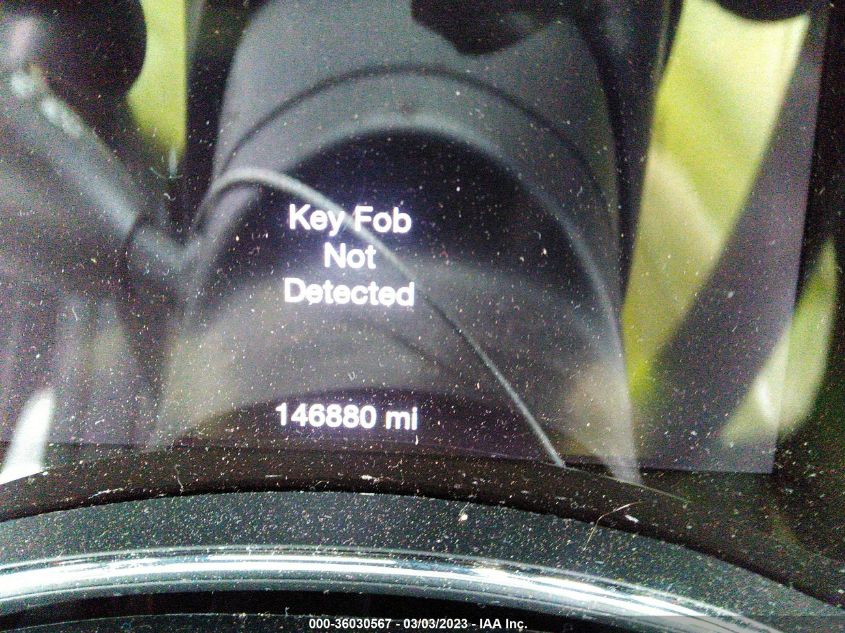 Key Fob
Not
Detected
146880 mi
000-36030567 - 03/03/2023 - IAA Inc.